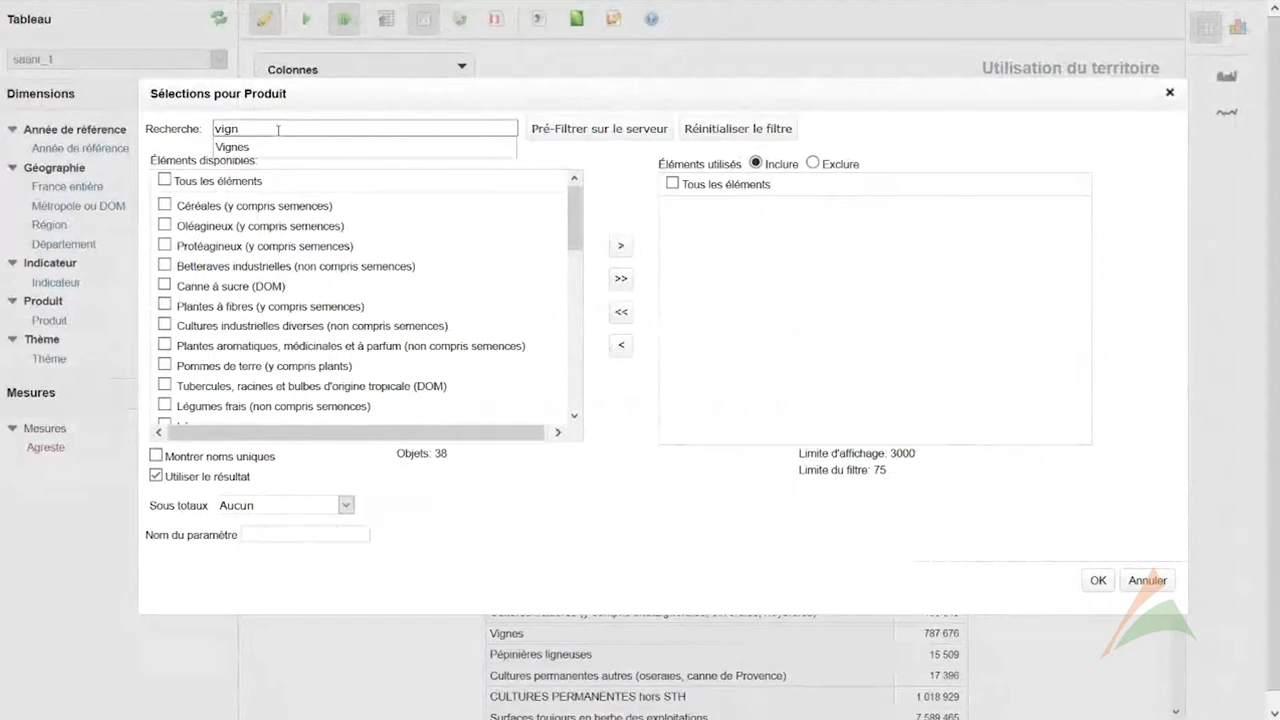 Tableau
saanr_1
Colonnes
Utilisation du territoire
Dimensions
Année de référence
Année de référence
Géographie
France entière
Métropole ou DOM
Région
Département
Indicateur
Indicateur
Produit
Produit
Thème
Thème
Mesures
Mesures
Agreste
Sélections pour Produit
Recherche:
vign
Vignes
Pré-Filtrer sur le serveur
Réinitialiser le filtre
Éléments disponibles:
Tous les éléments
Céréales (y compris semences)
Oléagineux (y compris semences)
Protéagineux (y compris semences)
Betteraves industrielles (non compris semences)
Canne à sucre (DOM)
Plantes à fibres (y compris semences)
Cultures industrielles diverses (non compris semences)
Plantes aromatiques, médicinales et à parfum (non compris semences)
Pommes de terre (y compris plants)
Tubercules, racines et bulbes d'origine tropicale (DOM)
Légumes frais (non compris semences)
>
>>
<<
<
Éléments utilisés
Inclure
Exclure
Tous les éléments
Montrer noms uniques
Objets: 38
Utiliser le résultat
Limite d'affichage: 3000
Limite du filtre: 75
Sous totaux
Aucun
Nom du paramètre
OK
Annuler
Vignes 787 676
Pépinières ligneuses 15 509
Cultures permanentes autres (oseraies, canne de Provence) 17 396
CULTURES PERMANENTES hors STH 1 018 929
Surfaces toujours en herbe des exploitations 7 589 465